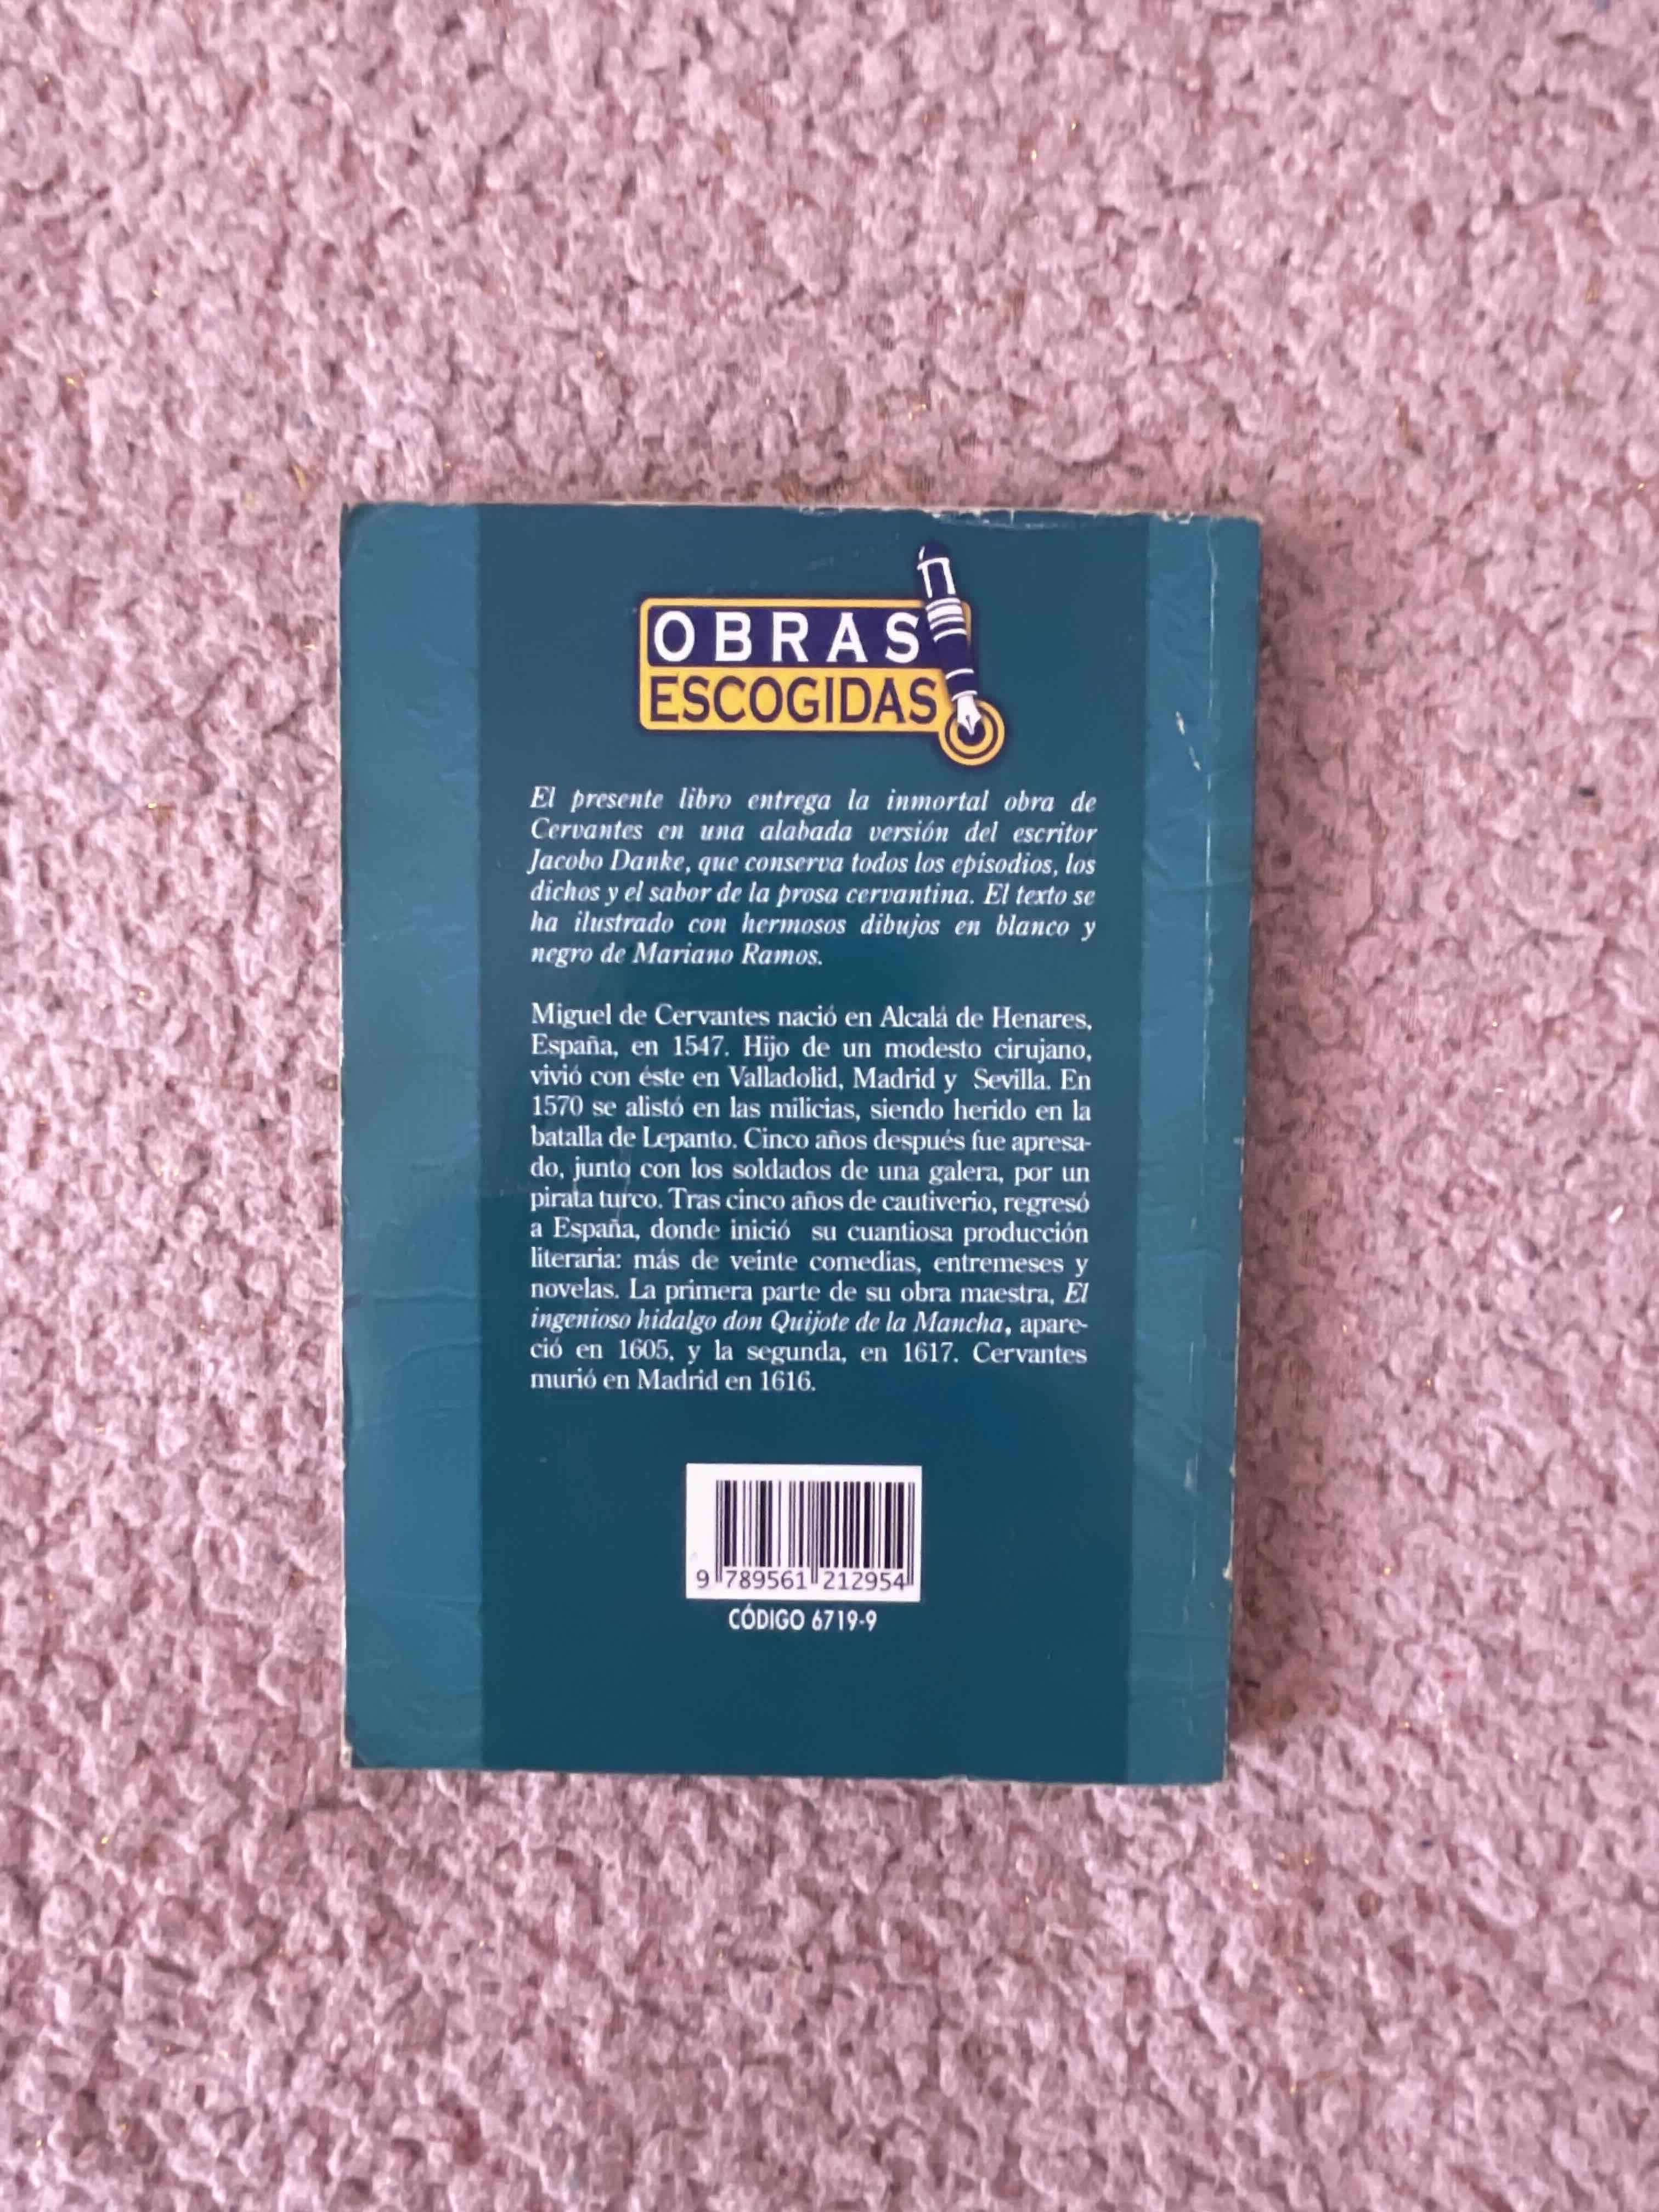 OBRAS
ESCOGIDAS
El presente libro entrega la inmortal obra de
Cervantes en una alabada versión del escritor
Jacobo Danke, que conserva todos los episodios, los
dichos y el sabor de la prosa cervantina. El texto se
ha ilustrado con hermosos dibujos en blanco y
negro de Mariano Ramos.
Miguel de Cervantes nació en Alcalá de Henares,
España, en 1547. Hijo de un modesto cirujano,
vivió con éste en Valladolid, Madrid y Sevilla. En
1570 se alistó en las milicias, siendo herido en la
batalla de Lepanto. Cinco años después fue apresa-
do, junto con los soldados de una galera, por un
pirata turco. Tras cinco años de cautiverio, regresó
a España, donde inició su cuantiosa producción
literaria: más de veinte comedias, entremeses y
novelas. La primera parte de su obra maestra, El
ingenioso hidalgo don Quijote de la Mancha, apare-
ció en 1605, y la segunda, en 1617. Cervantes
murió en Madrid en 1616.
9 789561 212954
CÓDIGO 6719-9